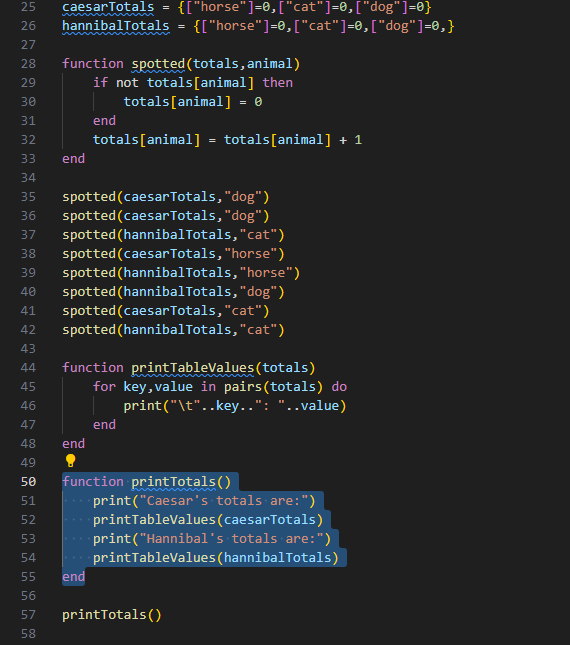 25 caesarTotals = {["horse"]=0,["cat"]=0,["dog"]=0}
26 hannibalTotals = {["horse"]=0,["cat"]=0,["dog"]=0,}
27
28 function spotted(totals,animal)
29     if not totals[animal] then
30         totals[animal] = 0
31     end
32     totals[animal] = totals[animal] + 1
33 end
34
35 spotted(caesarTotals,"dog")
36 spotted(caesarTotals,"dog")
37 spotted(hannibalTotals,"cat")
38 spotted(caesarTotals,"horse")
39 spotted(hannibalTotals,"horse")
40 spotted(hannibalTotals,"dog")
41 spotted(caesarTotals,"cat")
42 spotted(hannibalTotals,"cat")
43
44 function printTableValues(totals)
45     for key,value in pairs(totals) do
46         print("\t"..key..": "..value)
47     end
48 end
49
50 function printTotals()
51     print("Caesar's totals are:")
52     printTableValues(caesarTotals)
53     print("Hannibal's totals are:")
54     printTableValues(hannibalTotals)
55 end
56
57 printTotals()
58